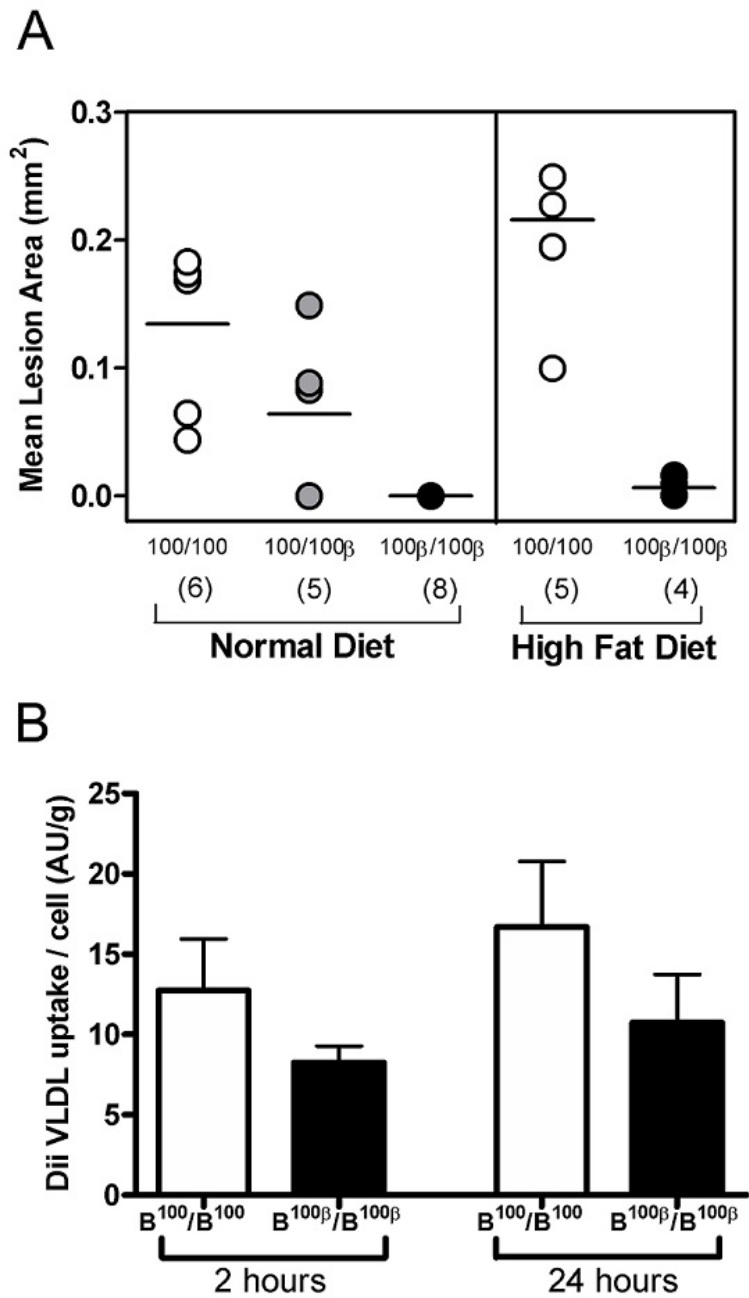 A
Mean Lesion Area (mm²)
0.3
0.2
0.1
0.0
100/100 100/100β 100β/100β 100/100 100β/100β
(6) (5) (8) (5) (4)
Normal Diet High Fat Diet
B
Dii VLDL uptake / cell (AU/g)
25
20
15
10
5
0
B¹⁰⁰/B¹⁰⁰ B¹⁰⁰ᵝ/B¹⁰⁰ᵝ B¹⁰⁰/B¹⁰⁰ B¹⁰⁰ᵝ/B¹⁰⁰ᵝ
2 hours 24 hours